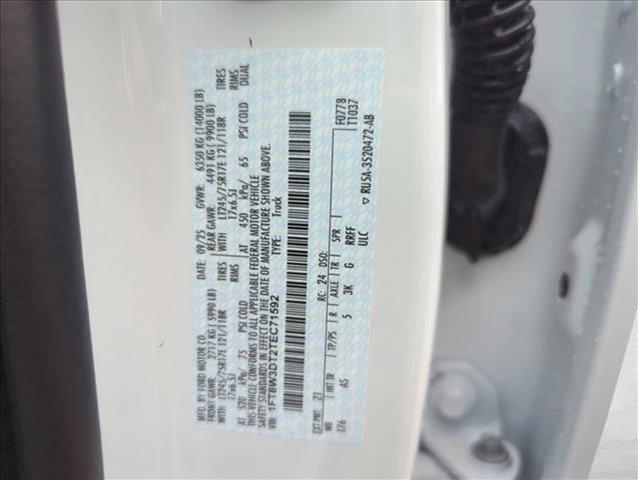 MFD. BY FORD MOTOR CO.
DATE: 09/25 GVWR: 6350 KG (14000 LB)
FRONT GAWR: 2717 KG (5990 LB) REAR GAWR: 4491 KG (9900 LB)
WITH LT245/75R17E 121/118R TIRES WITH LT245/75R17E 121/118R TIRES
17x6.5J RIMS 17x6.5J RIMS
AT 520 kPa/ 75 PSI COLD AT 450 kPa/ 65 PSI COLD DUAL
THIS VEHICLE CONFORMS TO ALL APPLICABLE FEDERAL MOTOR VEHICLE
SAFETY STANDARDS IN EFFECT ON THE DATE OF MANUFACTURE SHOWN ABOVE.
VIN: 1FT8W3DT2TEC71592 TYPE: Truck
F0778
T1037
EXT PNT: Z1 RC: 24 DSO:
WB INT TR TP/PS R AXLE TR SPR
176 AS 5 3K G RRFF
ULC
▽ RU5A-3520472-AB